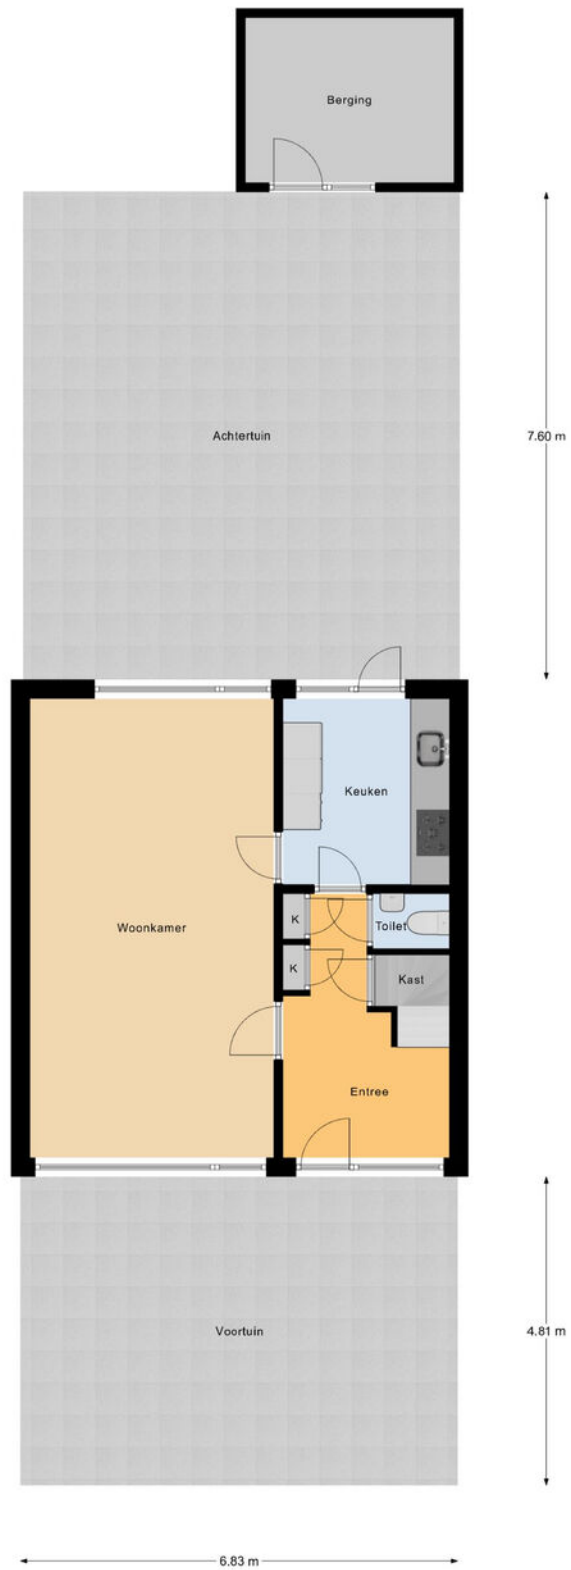 Berging
Achtertuin
7.60 m
Keuken
K
Toilet
Woonkamer
K
Kast
Entree
Voortuin
4.81 m
6.83 m